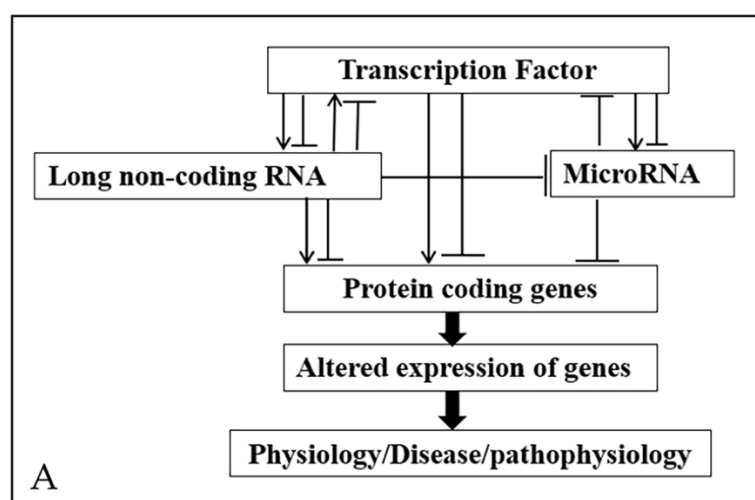 Transcription Factor
Long non-coding RNA
MicroRNA
Protein coding genes
Altered expression of genes
Physiology/Disease/pathophysiology
A